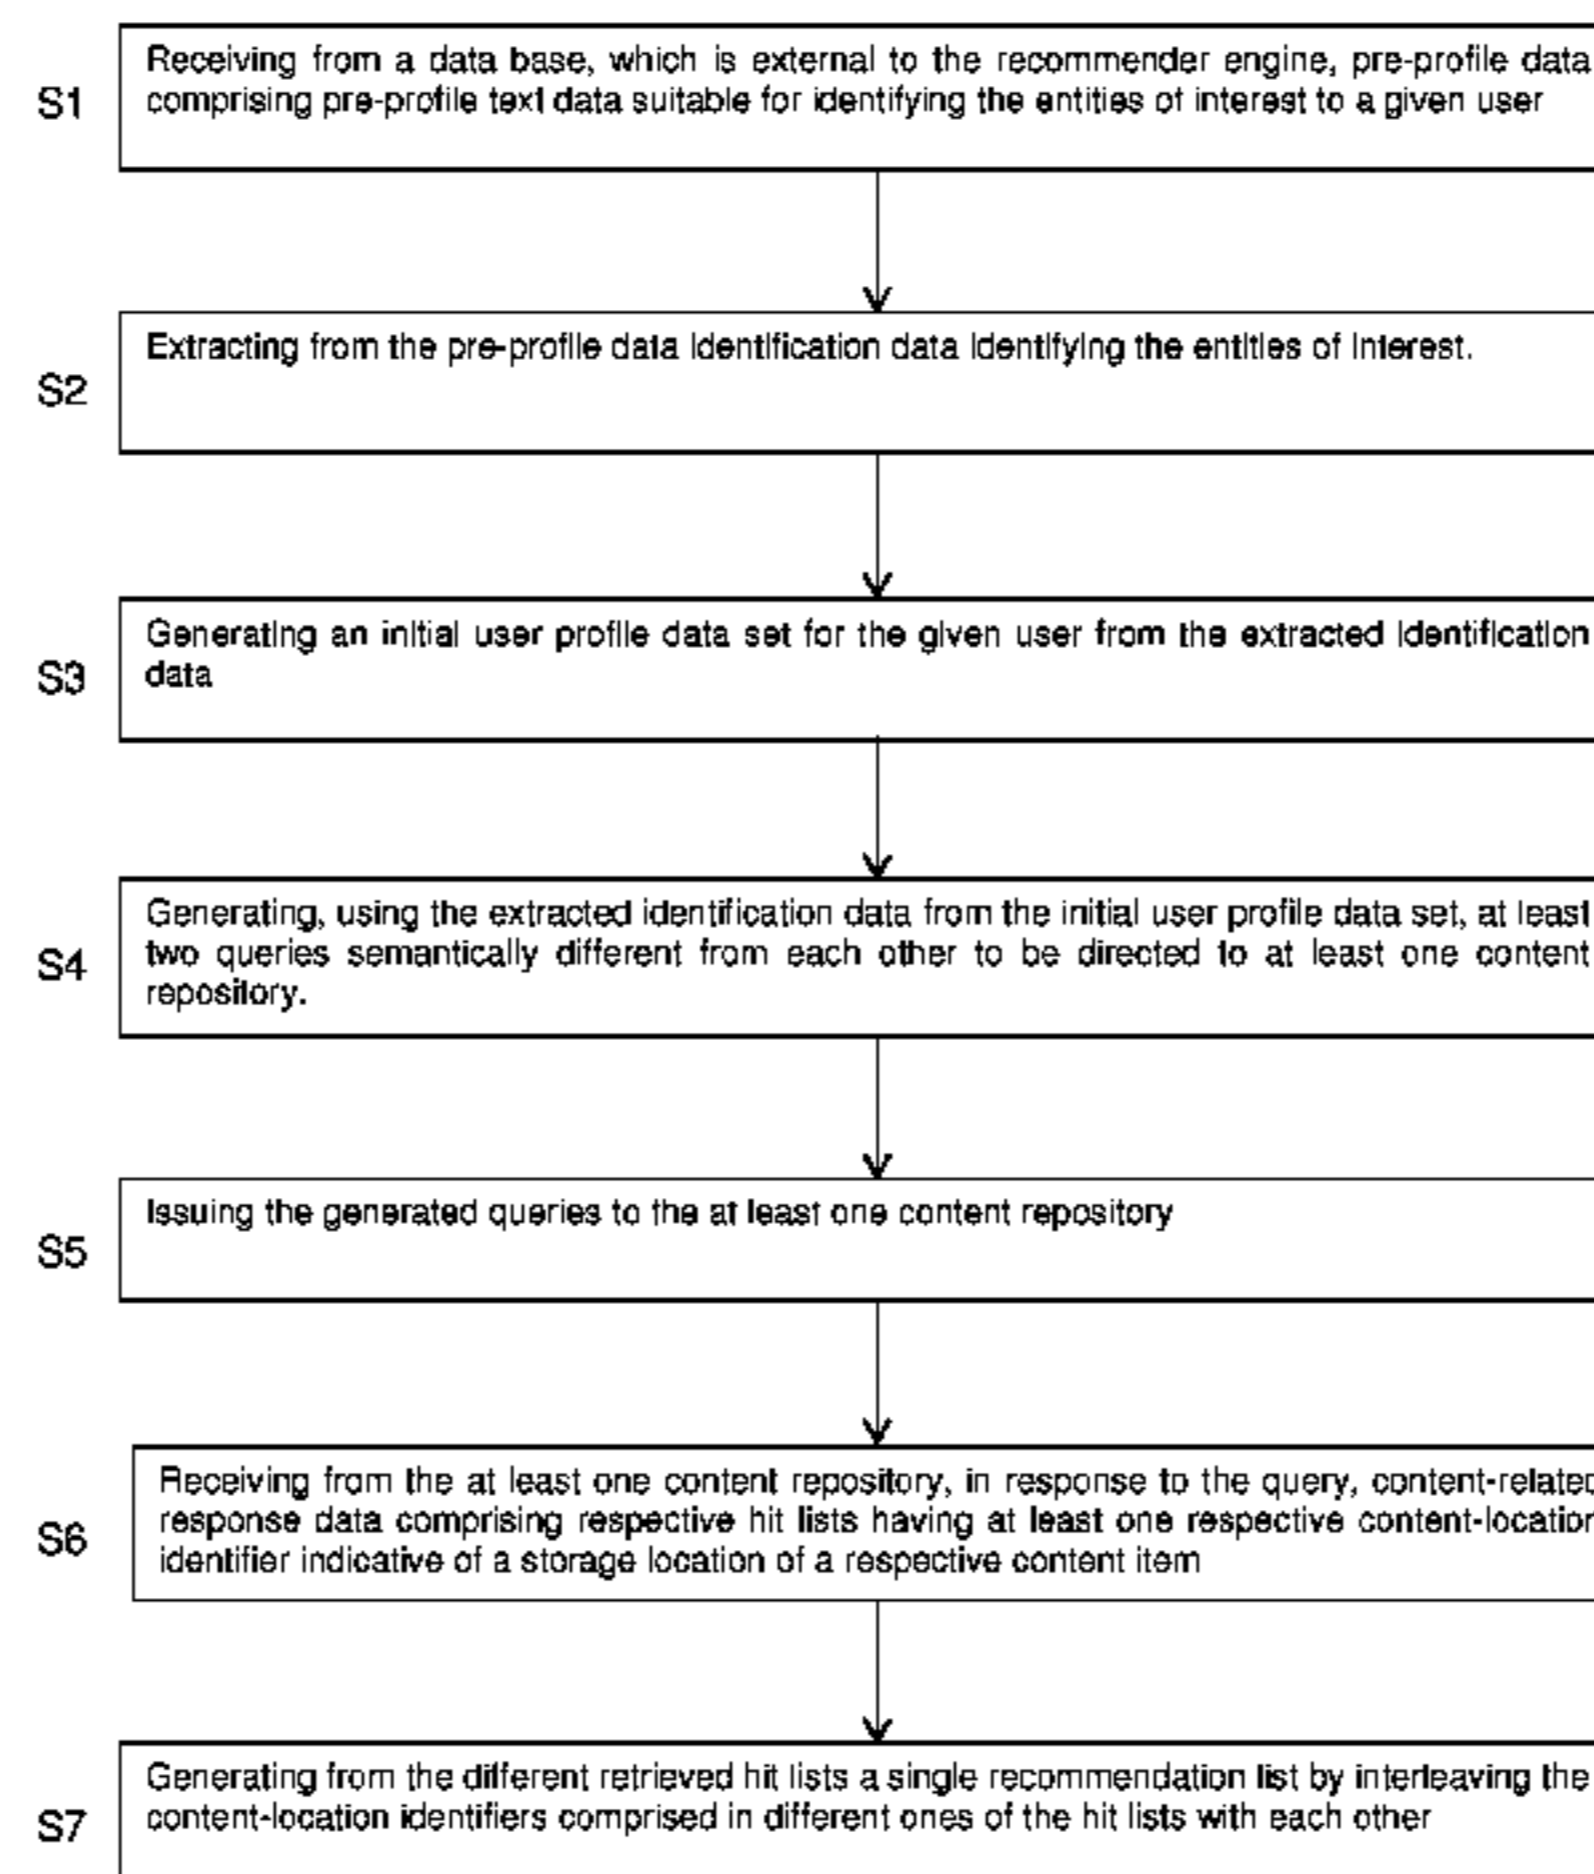 S1
Receiving from a data base, which is external to the recommender engine, pre-profile data
comprising pre-profile text data suitable for identifying the entities of interest to a given user
S2
Extracting from the pre-profile data identification data identifying the entities of interest.
S3
Generating an initial user profile data set for the given user from the extracted identification
data
S4
Generating, using the extracted identification data from the initial user profile data set, at least
two queries semantically different from each other to be directed to at least one content
repository.
S5
Issuing the generated queries to the at least one content repository
S6
Receiving from the at least one content repository, in response to the query, content-related
response data comprising respective hit lists having at least one respective content-location
identifier indicative of a storage location of a respective content item
S7
Generating from the different retrieved hit lists a single recommendation list by interleaving the
content-location identifiers comprised in different ones of the hit lists with each other